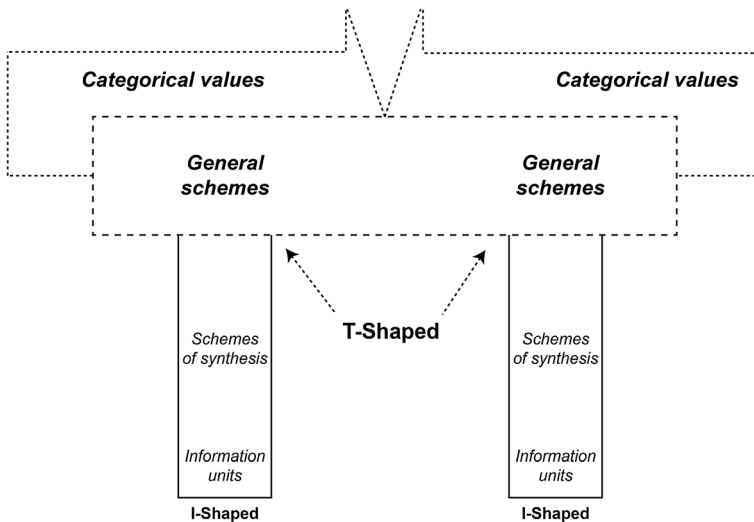 Categorical values
Categorical values
General
schemes
General
schemes
T-Shaped
Schemes
of synthesis
Schemes
of synthesis
Information
units
Information
units
I-Shaped
I-Shaped